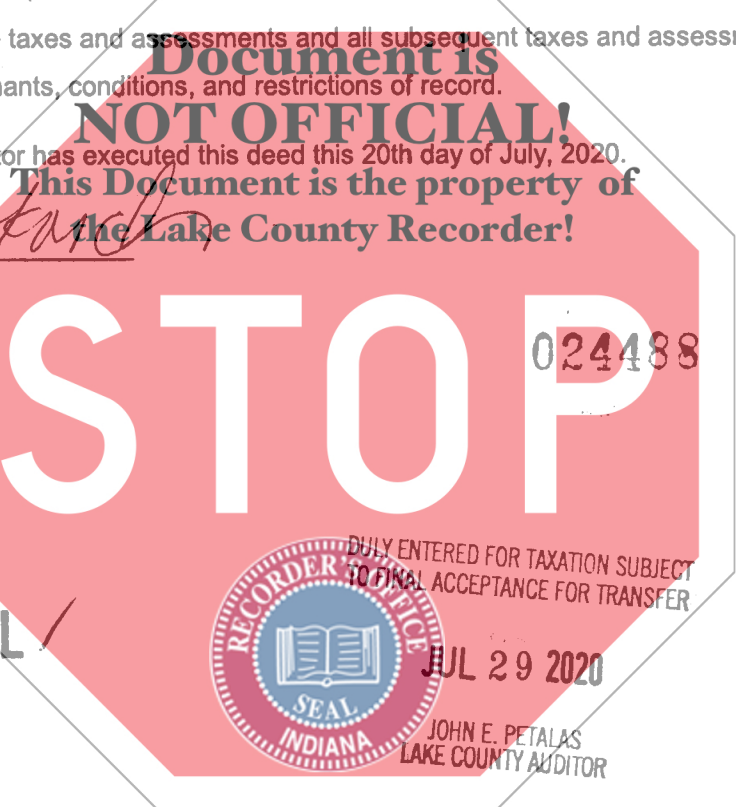 taxes and assessments and all subsequent taxes and assess
Document is
nants, conditions, and restrictions of record.
NOT OFFICIAL!
tor has executed this deed this 20th day of July, 2020.
This Document is the property of
the Lake County Recorder!
STOP
024488
DULY ENTERED FOR TAXATION SUBJECT
TO FINAL ACCEPTANCE FOR TRANSFER
RECORDER'S OFFICE
L
JUL 29 2020
SEAL
INDIANA
JOHN E. PETALAS
LAKE COUNTY AUDITOR